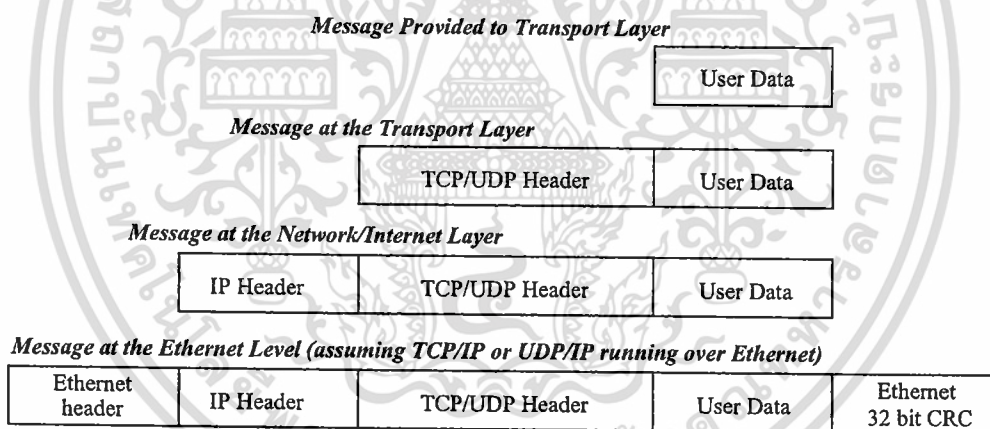 Message Provided to Transport Layer
User Data
Message at the Transport Layer
TCP/UDP Header User Data
Message at the Network/Internet Layer
IP Header TCP/UDP Header User Data
Message at the Ethernet Level (assuming TCP/IP or UDP/IP running over Ethernet)
Ethernet header IP Header TCP/UDP Header User Data Ethernet 32 bit CRC